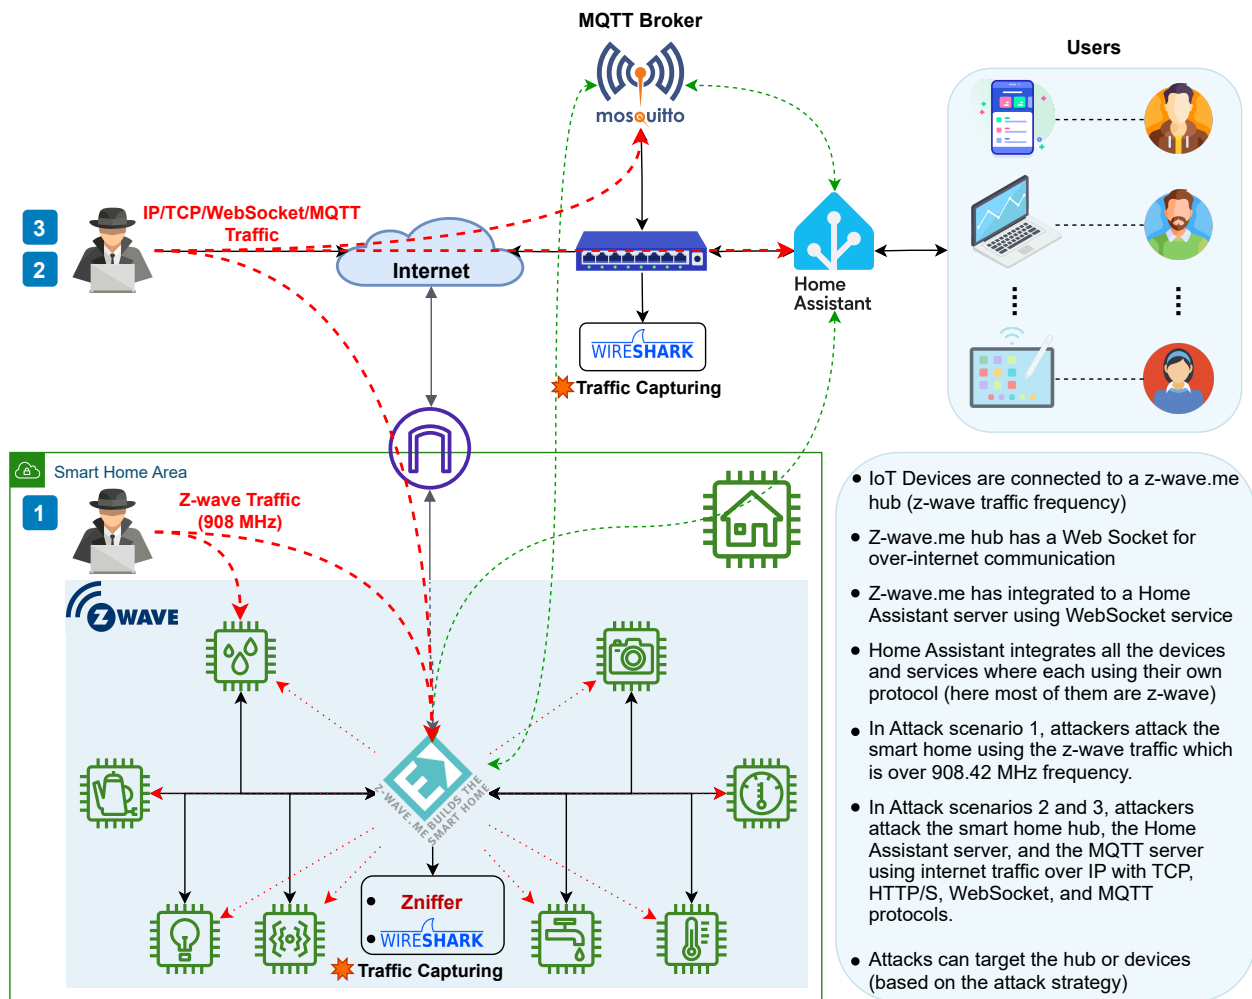 MQTT Broker
mosquitto
Users
IP/TCP/WebSocket/MQTT
Traffic
3
2
Internet
Home
Assistant
WIRESHARK
Traffic Capturing
Smart Home Area
1
Z-wave Traffic
(908 MHz)
Z WAVE
Z-WAVE.ME BUILDS THE
SMART HOME
• Zniffer
• WIRESHARK
Traffic Capturing
• IoT Devices are connected to a z-wave.me
hub (z-wave traffic frequency)
• Z-wave.me hub has a Web Socket for
over-internet communication
• Z-wave.me has integrated to a Home
Assistant server using WebSocket service
• Home Assistant integrates all the devices
and services where each using their own
protocol (here most of them are z-wave)
• In Attack scenario 1, attackers attack the
smart home using the z-wave traffic which
is over 908.42 MHz frequency.
• In Attack scenarios 2 and 3, attackers
attack the smart home hub, the Home
Assistant server, and the MQTT server
using internet traffic over IP with TCP,
HTTP/S, WebSocket, and MQTT
protocols.
• Attacks can target the hub or devices
(based on the attack strategy)